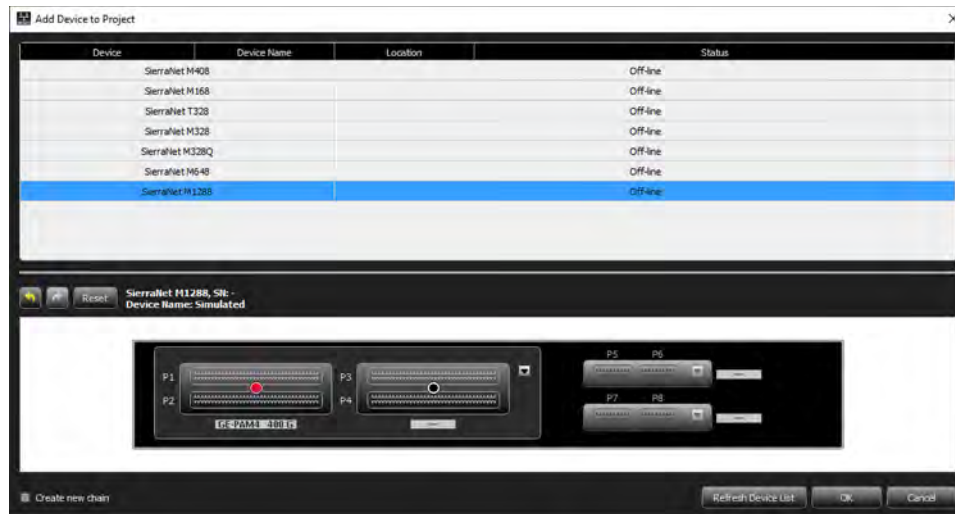 Add Device to Project
Device Device Name Location Status
SierraNet M408 Off-line
SierraNet M168 Off-line
SierraNet T328 Off-line
SierraNet M328 Off-line
SierraNet M328Q Off-line
SierraNet M648 Off-line
SierraNet M1288 Off-line
Reset
SierraNet M1288, SN: -
Device Name: Simulated
P1 P3 P5 P6
P2 P4 P7 P8
GE-PAM4 400 G
Create new chain Refresh Device List OK Cancel